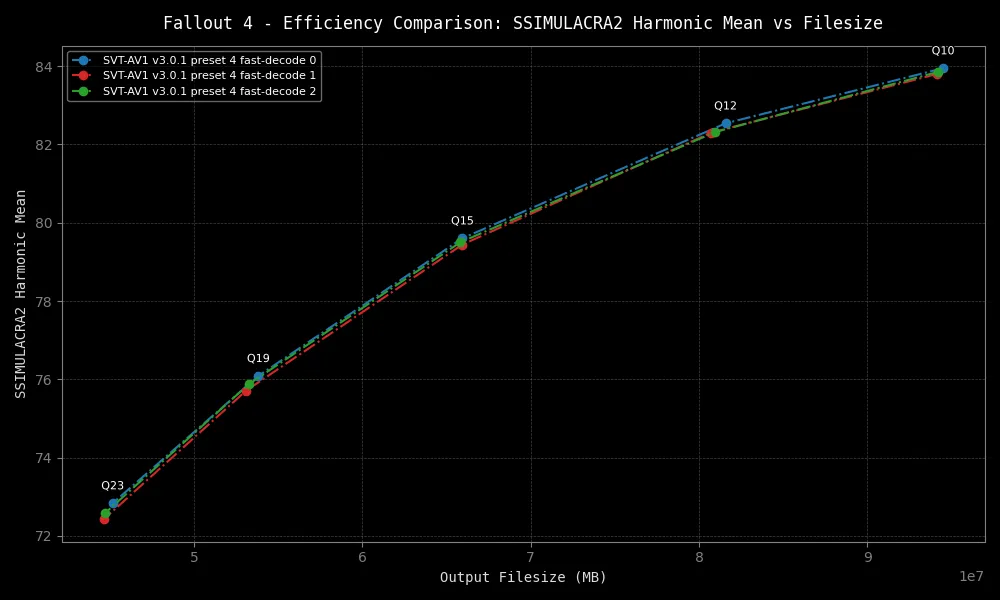 Fallout 4 - Efficiency Comparison: SSIMULACRA2 Harmonic Mean vs Filesize
SVT-AV1 v3.0.1 preset 4 fast-decode 0
SVT-AV1 v3.0.1 preset 4 fast-decode 1
SVT-AV1 v3.0.1 preset 4 fast-decode 2
Q10
Q12
Q15
Q19
Q23
SSIMULACRA2 Harmonic Mean
84
82
80
78
76
74
72
5 6 7 8 9
1e7
Output Filesize (MB)